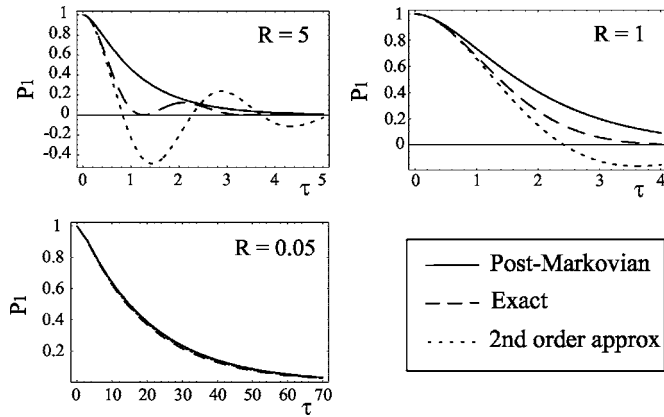 R = 5
P1
1
0.8
0.6
0.4
0.2
0
-0.2
-0.4
0 1 2 3 4 5
τ
R = 1
P1
1
0.8
0.6
0.4
0.2
0
0 1 2 3 4
τ
R = 0.05
P1
1
0.8
0.6
0.4
0.2
0 10 20 30 40 50 60 70
τ
Post-Markovian
Exact
2nd order approx